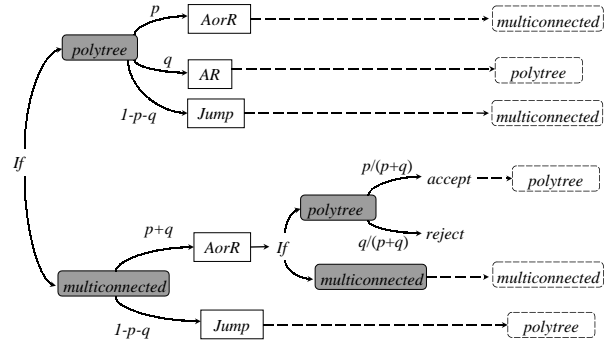 p AorR multiconnected
polytree
q AR polytree
1-p-q Jump multiconnected
If
p/(p+q) accept polytree
polytree
p+q AorR If
q/(p+q) reject
multiconnected multiconnected multiconnected
1-p-q Jump polytree